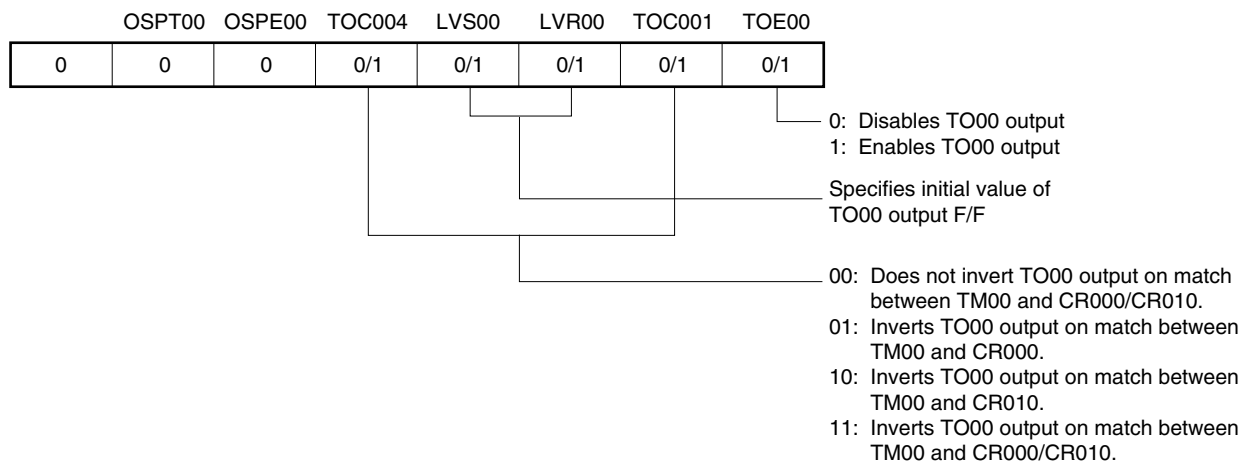 OSPT00 OSPE00 TOC004 LVS00 LVR00 TOC001 TOE00
0 0 0 0/1 0/1 0/1 0/1 0/1
0: Disables TO00 output
1: Enables TO00 output
Specifies initial value of
TO00 output F/F
00: Does not invert TO00 output on match
between TM00 and CR000/CR010.
01: Inverts TO00 output on match between
TM00 and CR000.
10: Inverts TO00 output on match between
TM00 and CR010.
11: Inverts TO00 output on match between
TM00 and CR000/CR010.